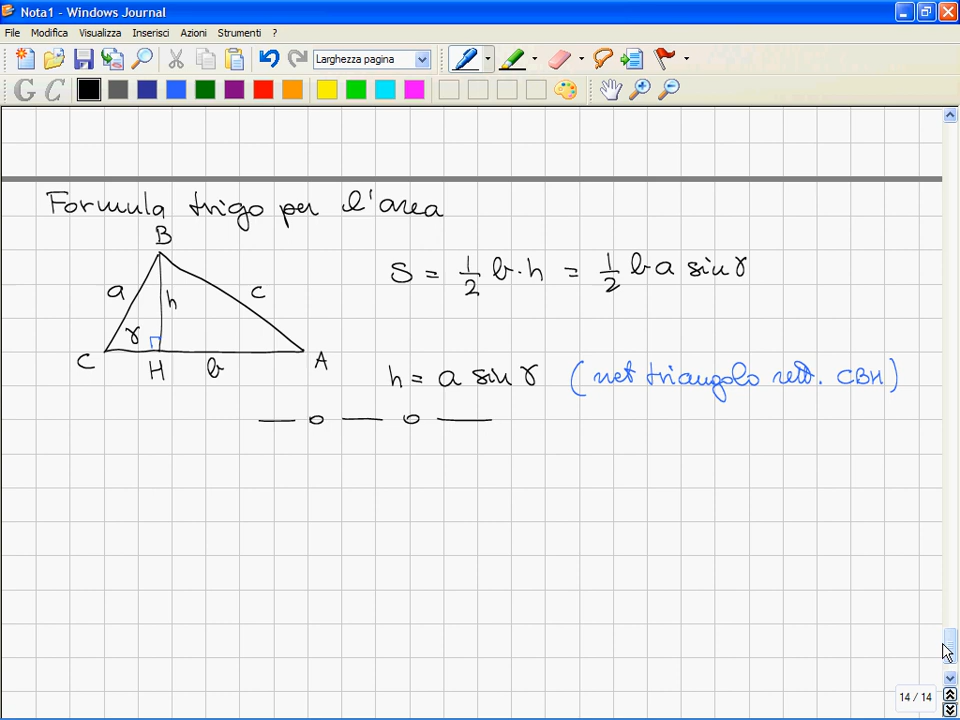 Nota1 - Windows Journal
File Modifica Visualizza Inserisci Azioni Strumenti ?
Larghezza pagina
G C
Formula trigo per l'area
B
S = 1/2 b·h = 1/2 b a sin γ
a h c
γ
C H b A
h = a sin γ (nel triangolo rett. CBH)
14 / 14